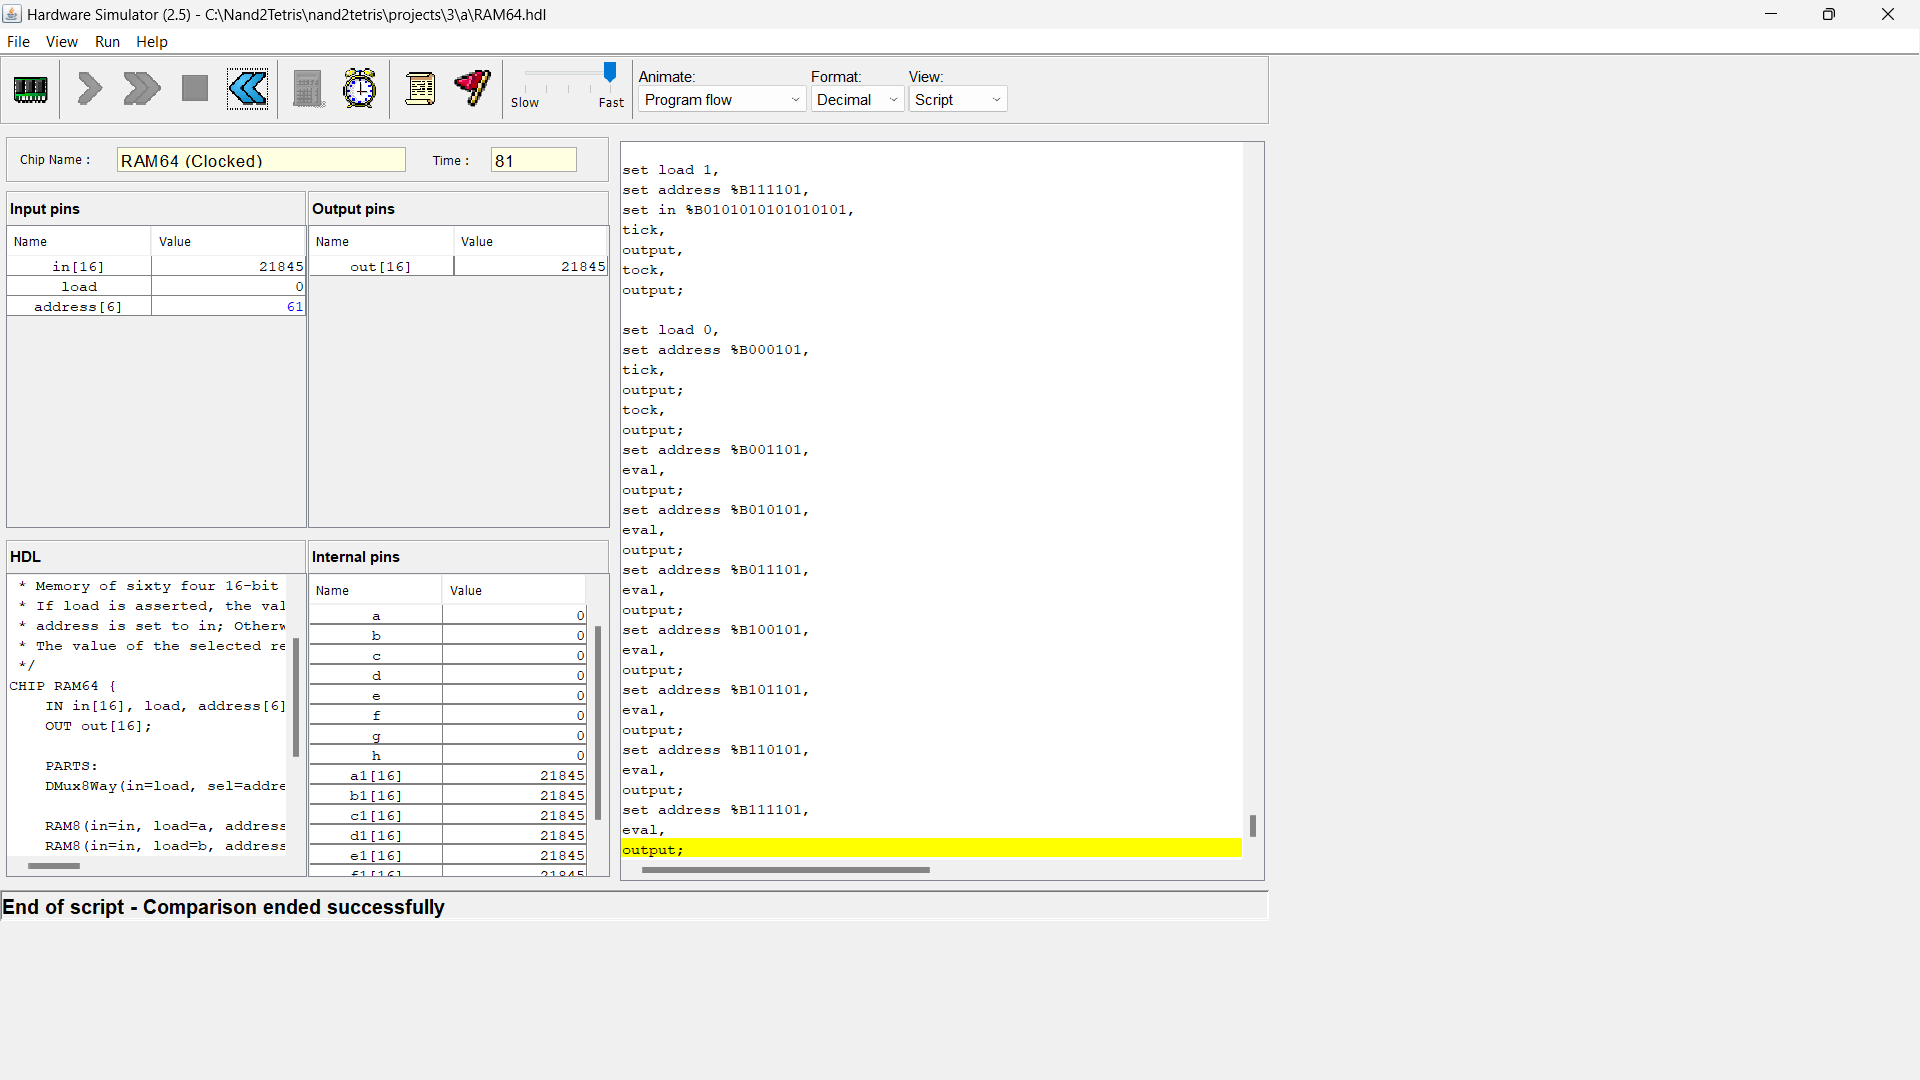 Hardware Simulator (2.5) - C:\Nand2Tetris\nand2tetris\projects\3\a\RAM64.hdl
File View Run Help
Slow Fast
Animate: Format: View:
Program flow Decimal Script
Chip Name : RAM64 (Clocked) Time : 81
Input pins
Name Value
in[16] 21845
load 0
address[6] 61
Output pins
Name Value
out[16] 21845
HDL
* Memory of sixty four 16-bit
* If load is asserted, the val
* address is set to in; Otherw
* The value of the selected re
*/
CHIP RAM64 {
IN in[16], load, address[6]
OUT out[16];
PARTS:
DMux8Way(in=load, sel=addre
RAM8(in=in, load=a, address
RAM8(in=in, load=b, address
Internal pins
Name Value
a 0
b 0
c 0
d 0
e 0
f 0
g 0
h 0
a1[16] 21845
b1[16] 21845
c1[16] 21845
d1[16] 21845
e1[16] 21845
f1[16] 21845
set load 1,
set address %B111101,
set in %B0101010101010101,
tick,
output,
tock,
output;
set load 0,
set address %B000101,
tick,
output;
tock,
output;
set address %B001101,
eval,
output;
set address %B010101,
eval,
output;
set address %B011101,
eval,
output;
set address %B100101,
eval,
output;
set address %B101101,
eval,
output;
set address %B110101,
eval,
output;
set address %B111101,
eval,
output;
End of script - Comparison ended successfully